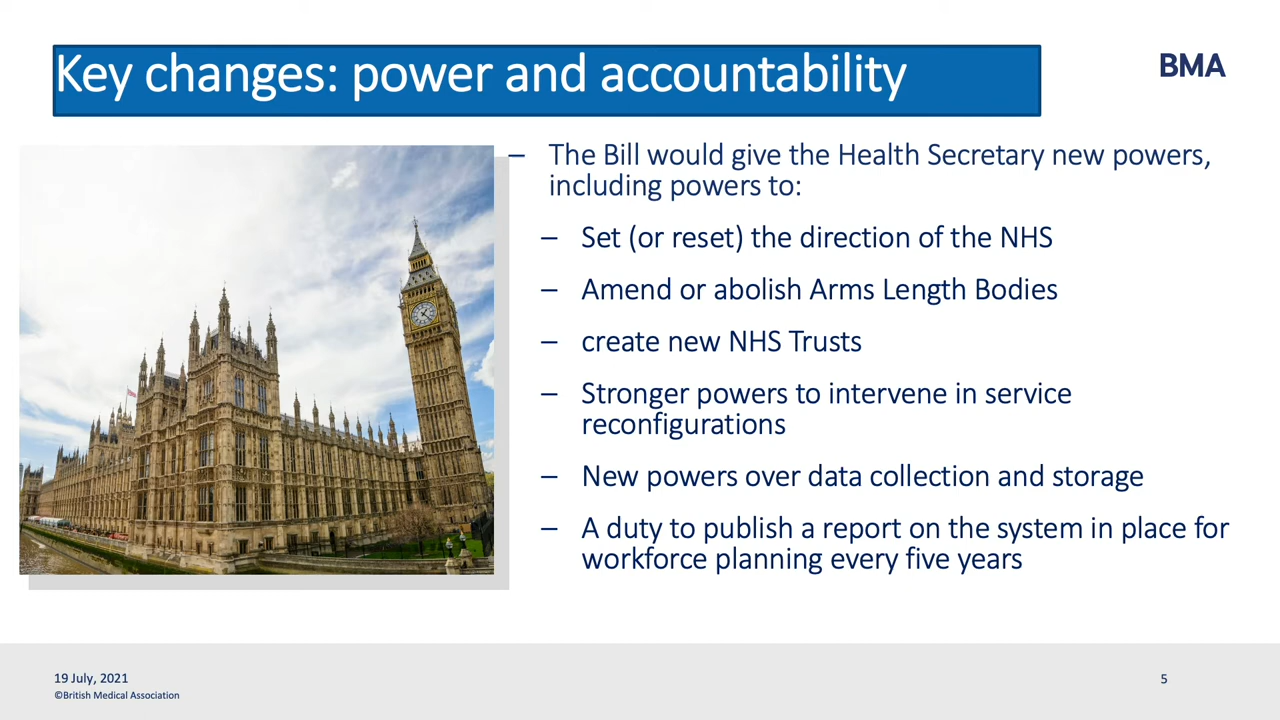 Key changes: power and accountability
BMA
– The Bill would give the Health Secretary new powers,
including powers to:
– Set (or reset) the direction of the NHS
– Amend or abolish Arms Length Bodies
– create new NHS Trusts
– Stronger powers to intervene in service
reconfigurations
– New powers over data collection and storage
– A duty to publish a report on the system in place for
workforce planning every five years
19 July, 2021
©British Medical Association
5